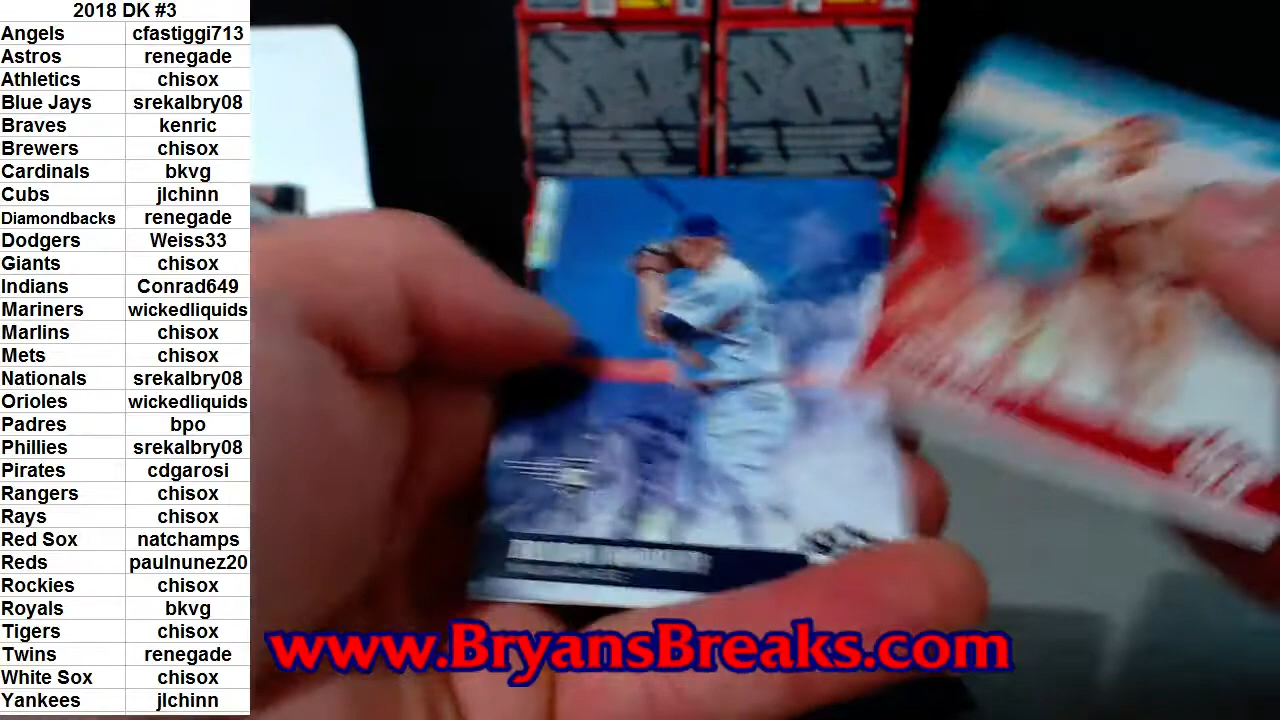 2018 DK #3
Angels cfastiggi713
Astros renegade
Athletics chisox
Blue Jays srekalbry08
Braves kenric
Brewers chisox
Cardinals bkvg
Cubs jlchinn
Diamondbacks renegade
Dodgers Weiss33
Giants chisox
Indians Conrad649
Mariners wickedliquids
Marlins chisox
Mets chisox
Nationals srekalbry08
Orioles wickedliquids
Padres bpo
Phillies srekalbry08
Pirates cdgarosi
Rangers chisox
Rays chisox
Red Sox natchamps
Reds paulnunez20
Rockies chisox
Royals bkvg
Tigers chisox
Twins renegade
White Sox chisox
Yankees jlchinn
www.BryansBreaks.com